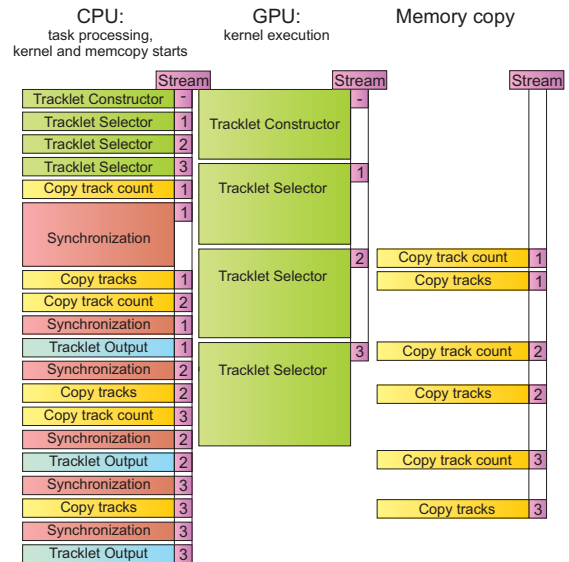 CPU:
task processing,
kernel and memcopy starts
GPU:
kernel execution
Memory copy
Stream
Stream
Stream
Tracklet Constructor -
Tracklet Selector 1
Tracklet Selector 2
Tracklet Selector 3
Copy track count 1
Synchronization 1
Copy tracks 1
Copy track count 2
Synchronization 1
Tracklet Output 1
Synchronization 2
Copy tracks 2
Copy track count 3
Synchronization 2
Tracklet Output 2
Synchronization 3
Copy tracks 3
Synchronization 3
Tracklet Output 3
Tracklet Constructor -
Tracklet Selector 1
Tracklet Selector 2
Tracklet Selector 3
Copy track count 1
Copy tracks 1
Copy track count 2
Copy tracks 2
Copy track count 3
Copy tracks 3